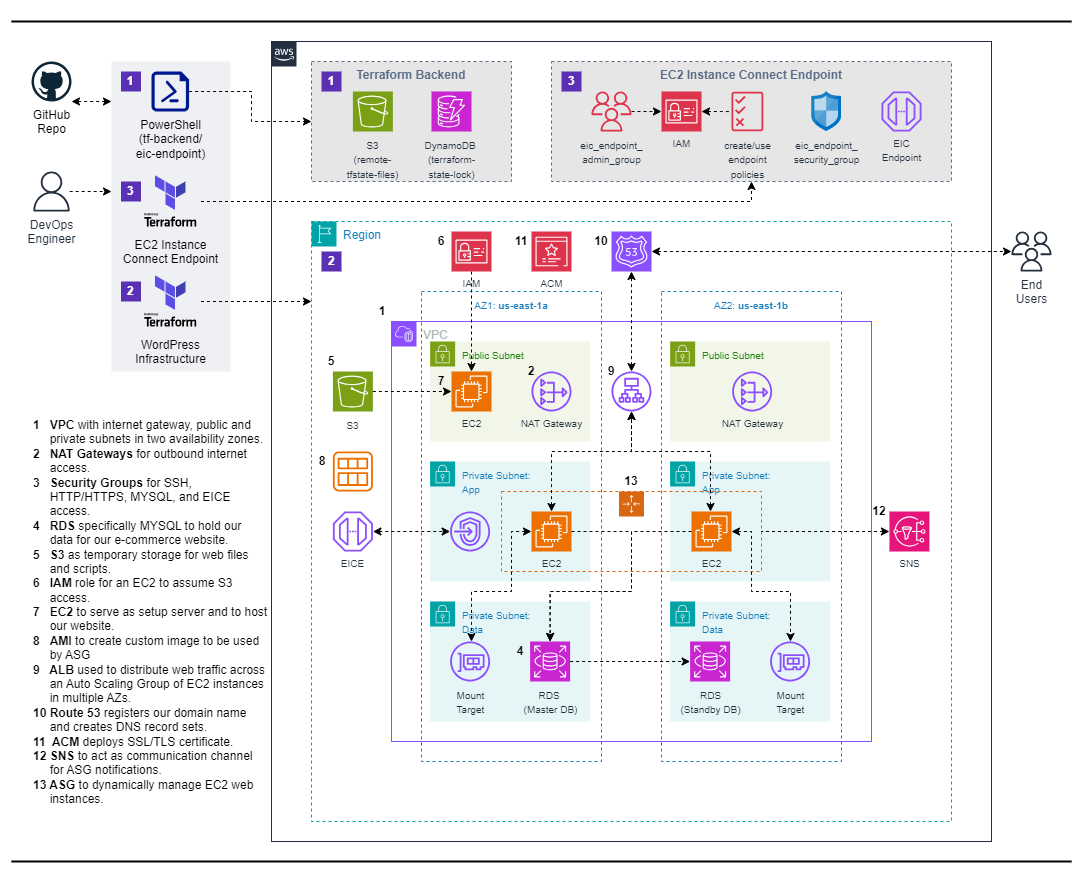 aws
GitHub
Repo
1
PowerShell
(tf-backend/
eic-endpoint)
DevOps
Engineer
3
HashiCorp
Terraform
EC2 Instance
Connect Endpoint
2
HashiCorp
Terraform
WordPress
Infrastructure
1
Terraform Backend
S3
(remote-
tfstate-files)
DynamoDB
(terraform-
state-lock)
3
EC2 Instance Connect Endpoint
eic_endpoint_
admin_group
IAM
create/use
endpoint
policies
eic_endpoint_
security_group
EIC
Endpoint
Region
2
6
IAM
11
ACM
10
53
End
Users
AZ1: us-east-1a
AZ2: us-east-1b
1
VPC
Public Subnet
Public Subnet
5
S3
7
EC2
2
NAT Gateway
9
NAT Gateway
8
Private Subnet:
App
Private Subnet:
App
13
EICE
EC2
EC2
12
SNS
Private Subnet:
Data
Private Subnet:
Data
4
Mount
Target
RDS
(Master DB)
RDS
(Standby DB)
Mount
Target
1 VPC with internet gateway, public and
private subnets in two availability zones.
2 NAT Gateways for outbound internet
access.
3 Security Groups for SSH,
HTTP/HTTPS, MYSQL, and EICE
access.
4 RDS specifically MYSQL to hold our
data for our e-commerce website.
5 S3 as temporary storage for web files
and scripts.
6 IAM role for an EC2 to assume S3
access.
7 EC2 to serve as setup server and to host
our website.
8 AMI to create custom image to be used
by ASG
9 ALB used to distribute web traffic across
an Auto Scaling Group of EC2 instances
in multiple AZs.
10 Route 53 registers our domain name
and creates DNS record sets.
11 ACM deploys SSL/TLS certificate.
12 SNS to act as communication channel
for ASG notifications.
13 ASG to dynamically manage EC2 web
instances.